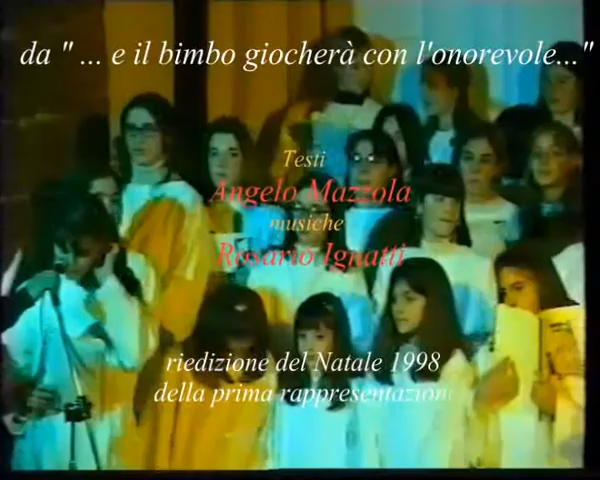 da " ... e il bimbo giocherà con l'onorevole..."
Testi
Angelo Mazzola
musiche
Rosario Ignatti
riedizione del Natale 1998
della prima rappresentazion